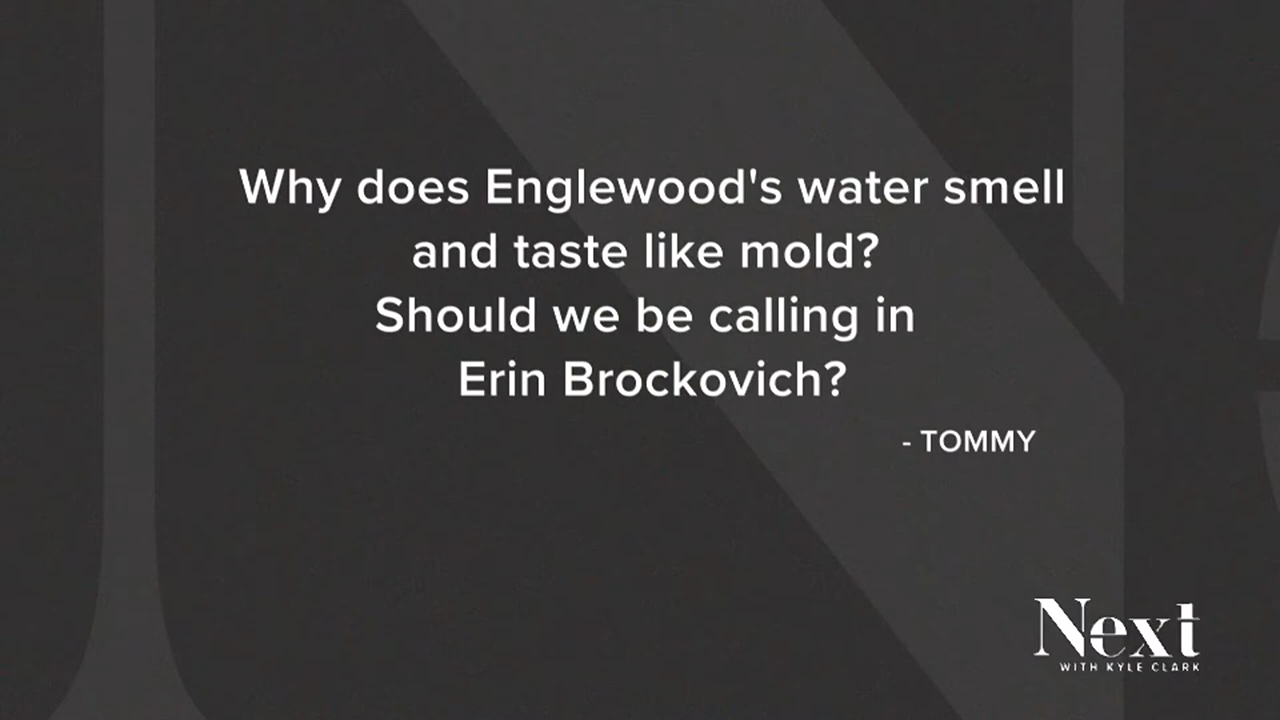 Why does Englewood's water smell
and taste like mold?
Should we be calling in
Erin Brockovich?
- TOMMY
Next
WITH KYLE CLARK